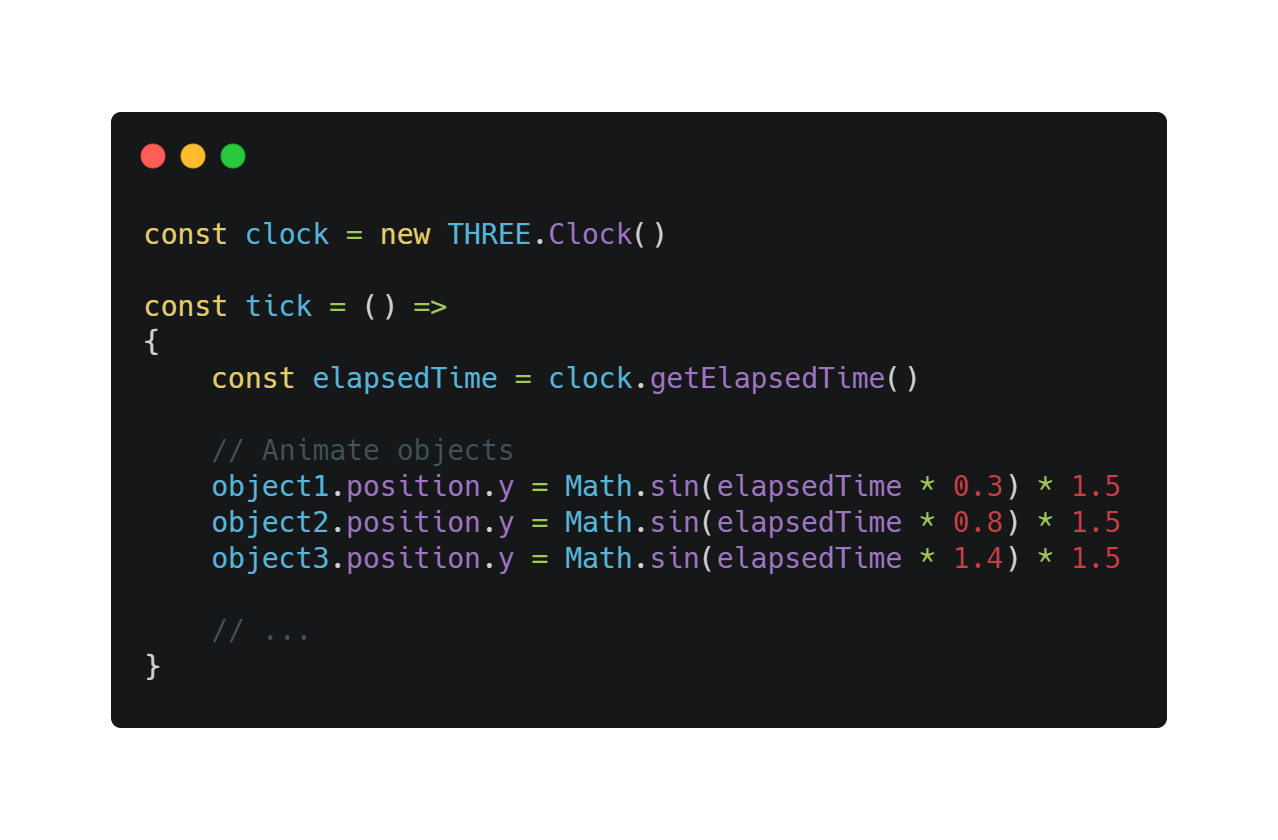 const clock = new THREE.Clock()
const tick = () =>
{
    const elapsedTime = clock.getElapsedTime()
    // Animate objects
    object1.position.y = Math.sin(elapsedTime * 0.3) * 1.5
    object2.position.y = Math.sin(elapsedTime * 0.8) * 1.5
    object3.position.y = Math.sin(elapsedTime * 1.4) * 1.5
    // ...
}